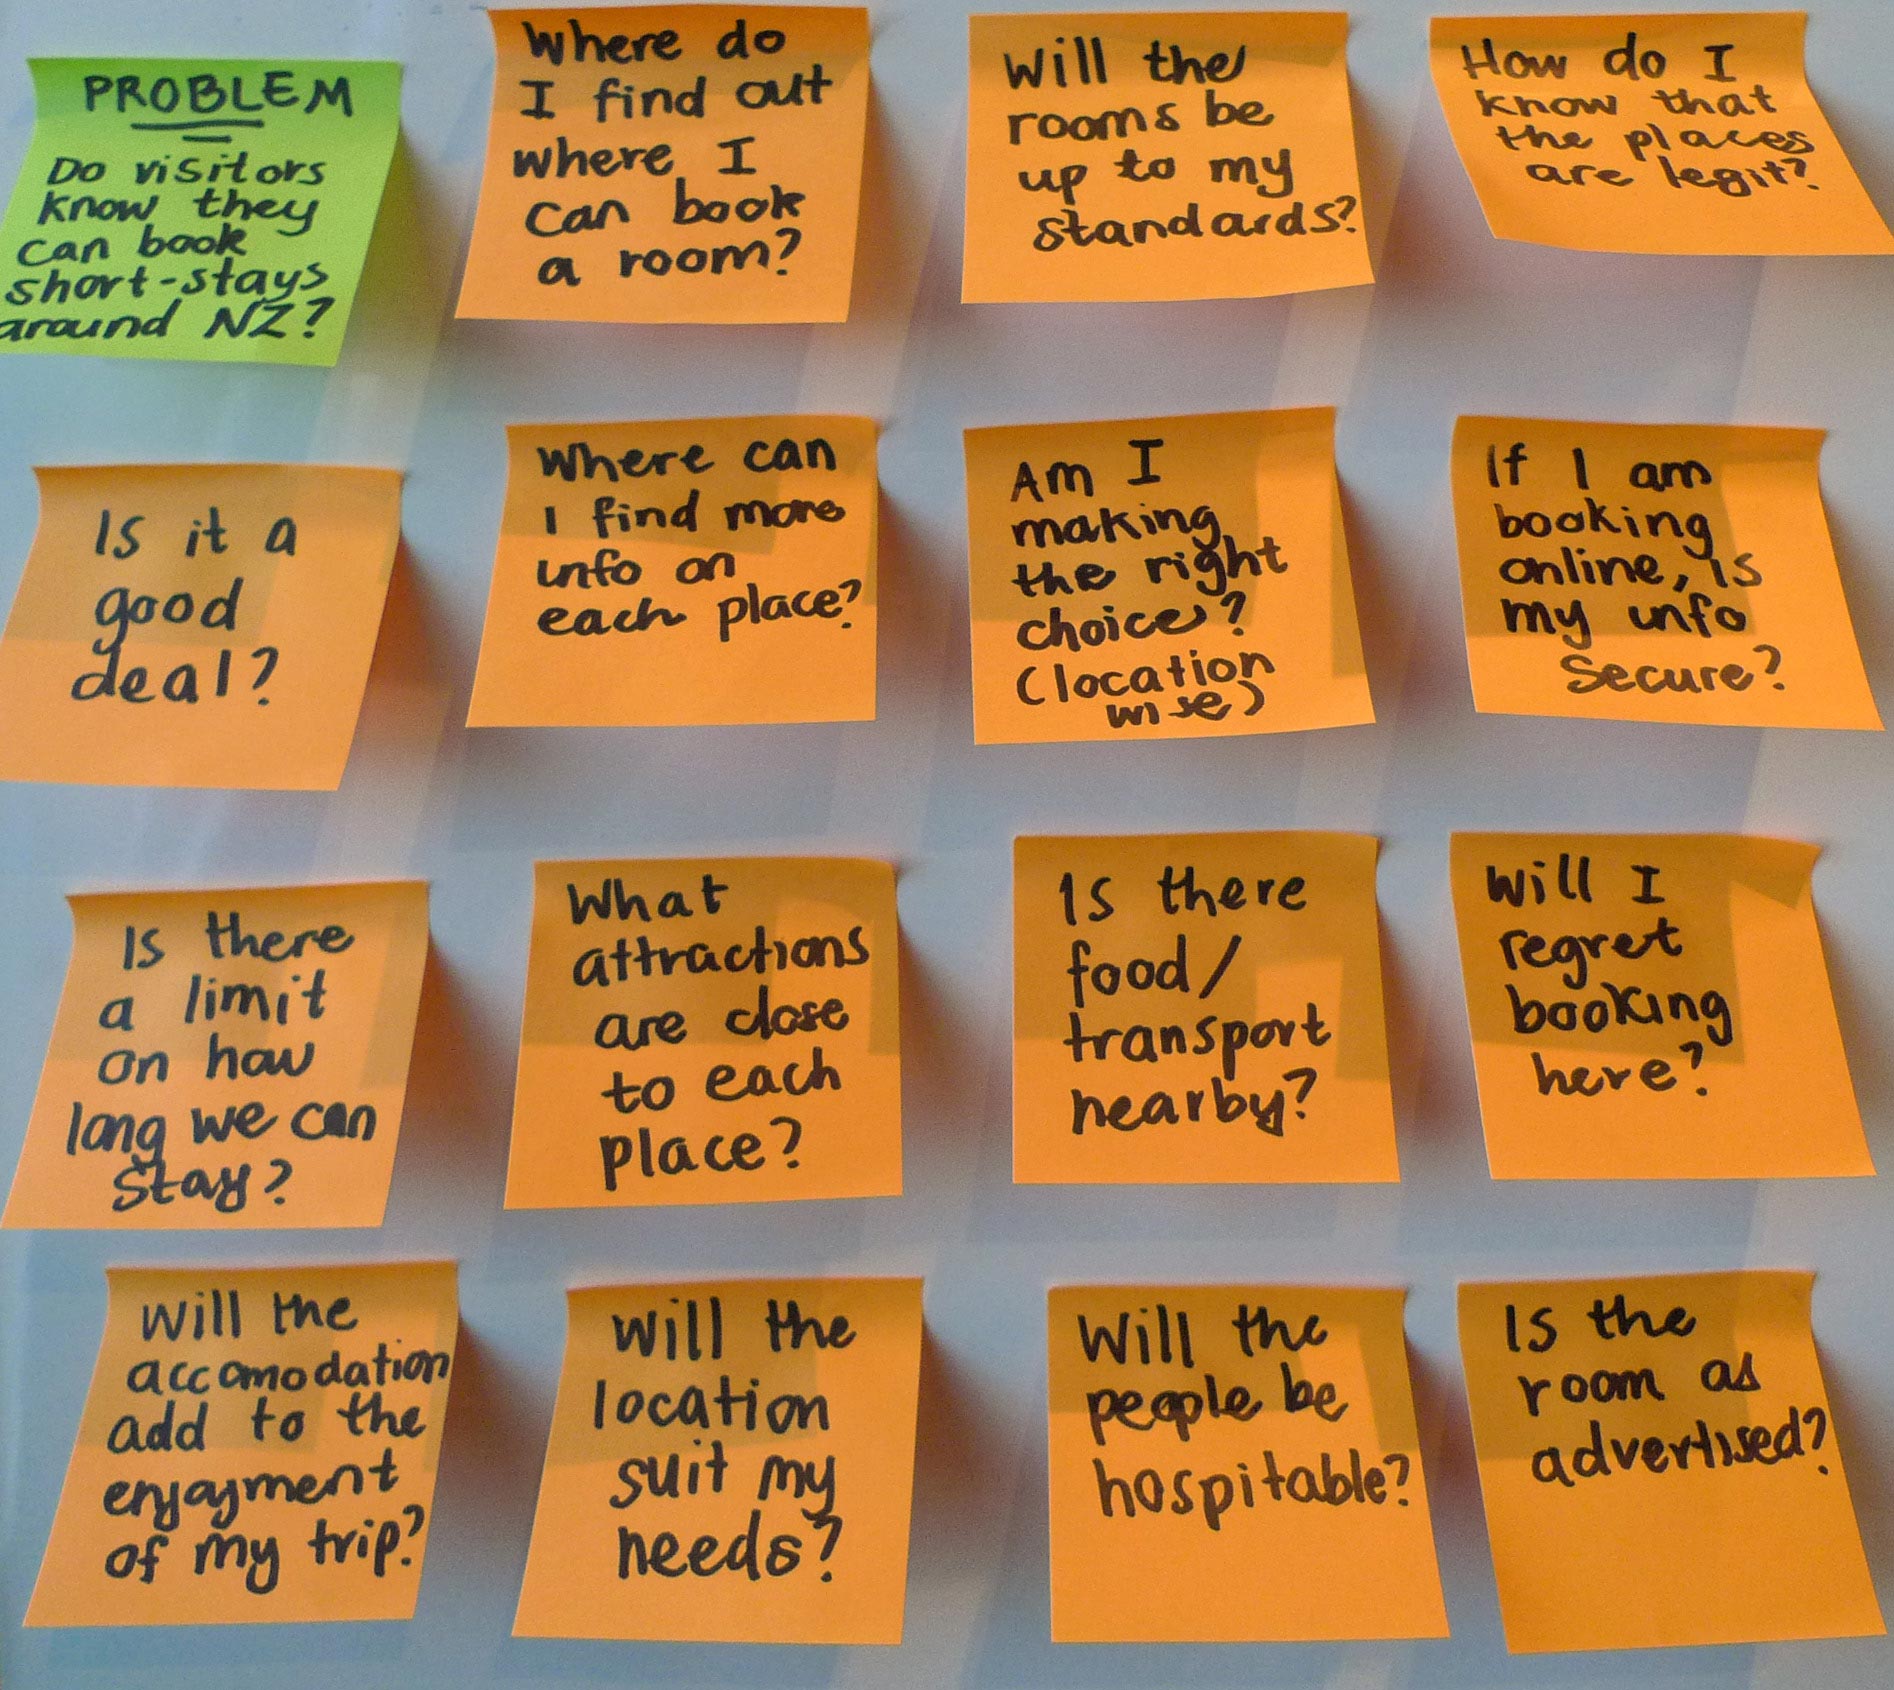 PROBLEM
Do visitors
know they
can book
short-stays
around NZ?
Where do
I find out
where I
can book
a room?
Will the
rooms be
up to my
standards?
How do I
know that
the places
are legit?
Is it a
good
deal?
Where can
I find more
info on
each place?
Am I
making
the right
choice?
(location
wise)
If I am
booking
online, is
my info
secure?
Is there
a limit
on how
long we can
stay?
What
attractions
are close
to each
place?
Is there
food/
transport
nearby?
Will I
regret
booking
here?
Will the
accomodation
add to the
enjoyment
of my trip?
Will the
location
suit my
needs?
Will the
people be
hospitable?
Is the
room as
advertised?